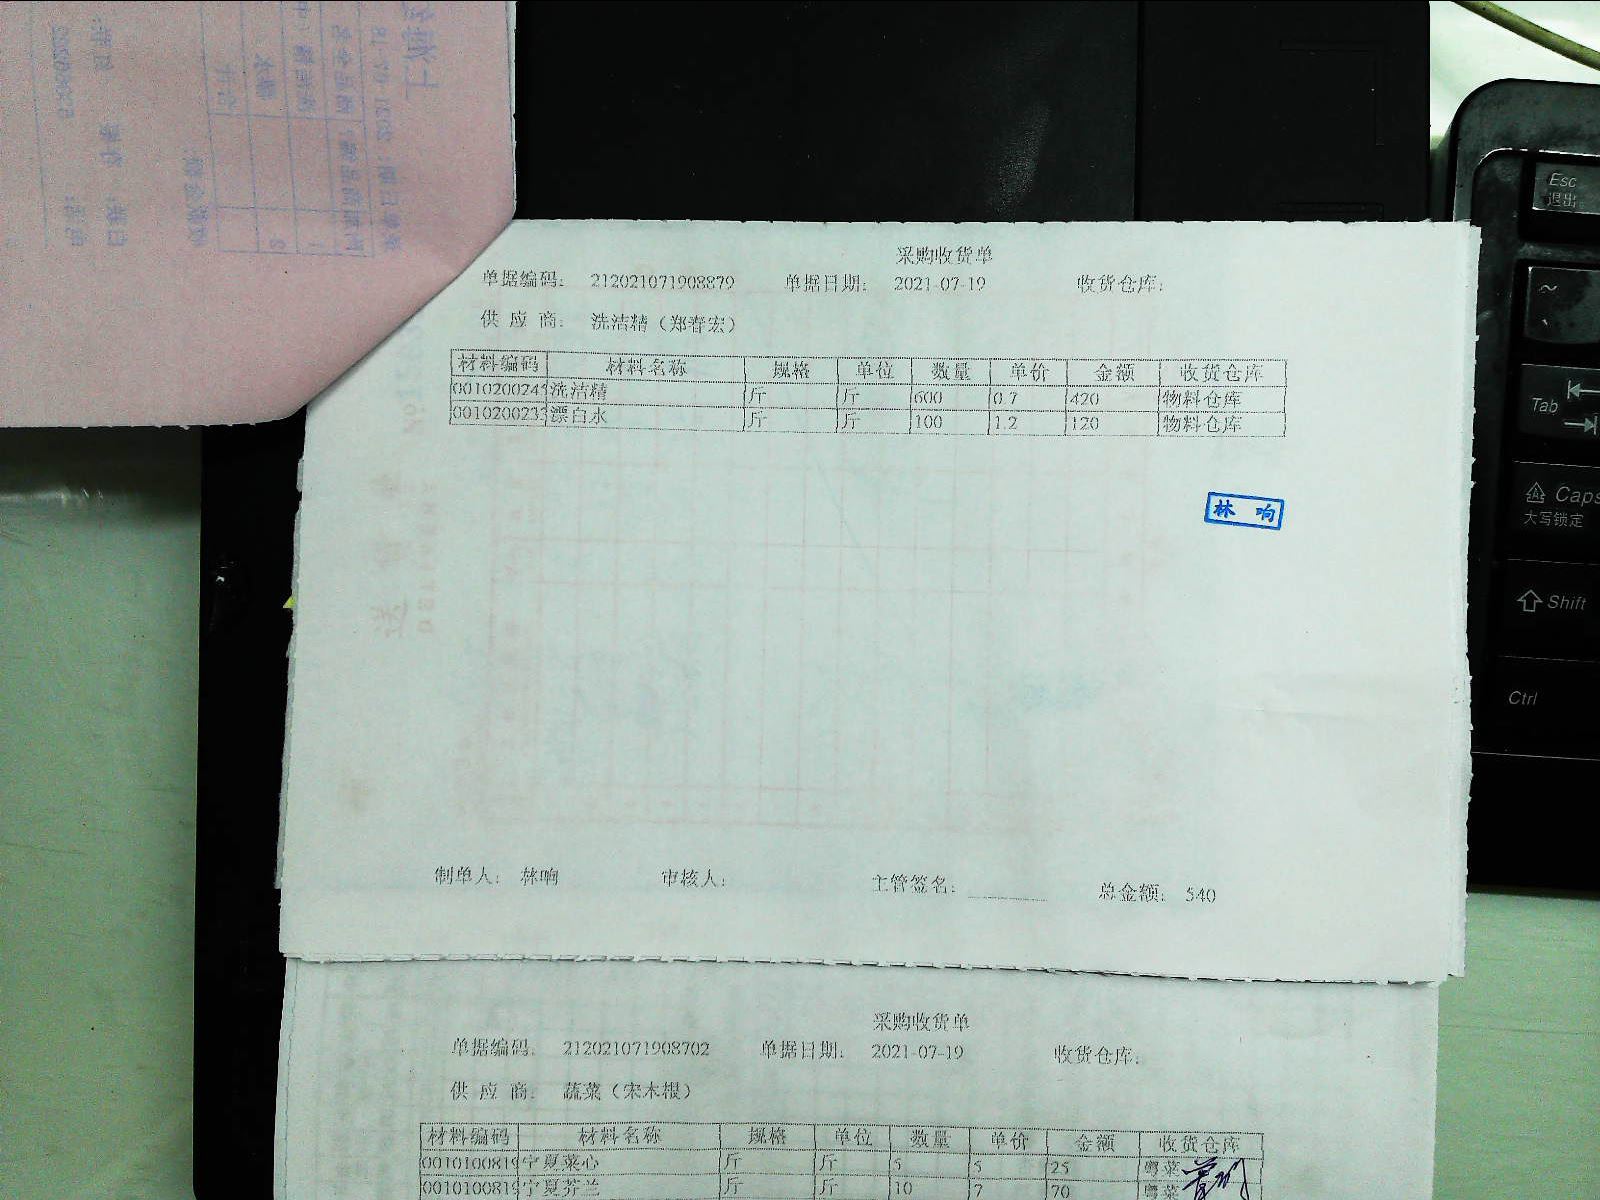 采购收货单
单据编码: 212021071908879 单据日期: 2021-07-19 收货仓库:
供应商: 洗洁精（郑春宏）
材料编码 材料名称 规格 单位 数量 单价 金额 收货仓库
001020024 洗洁精 斤 斤 600 0.7 420 物料仓库
001020023 漂白水 斤 斤 100 1.2 120 物料仓库
林 响
制单人: 林响 审核人: 主管签名: 总金额: 540
采购收货单
单据编码: 212021071908702 单据日期: 2021-07-19 收货仓库:
供应商: 蔬菜（宋木根）
材料编码 材料名称 规格 单位 数量 单价 金额 收货仓库
001010081 宁夏菜心 斤 斤 5 5 25 粤菜
001010081 宁夏芥兰 斤 斤 10 7 70 粤菜
Esc
退出
~
Tab
Caps
大写锁定
Shift
Ctrl